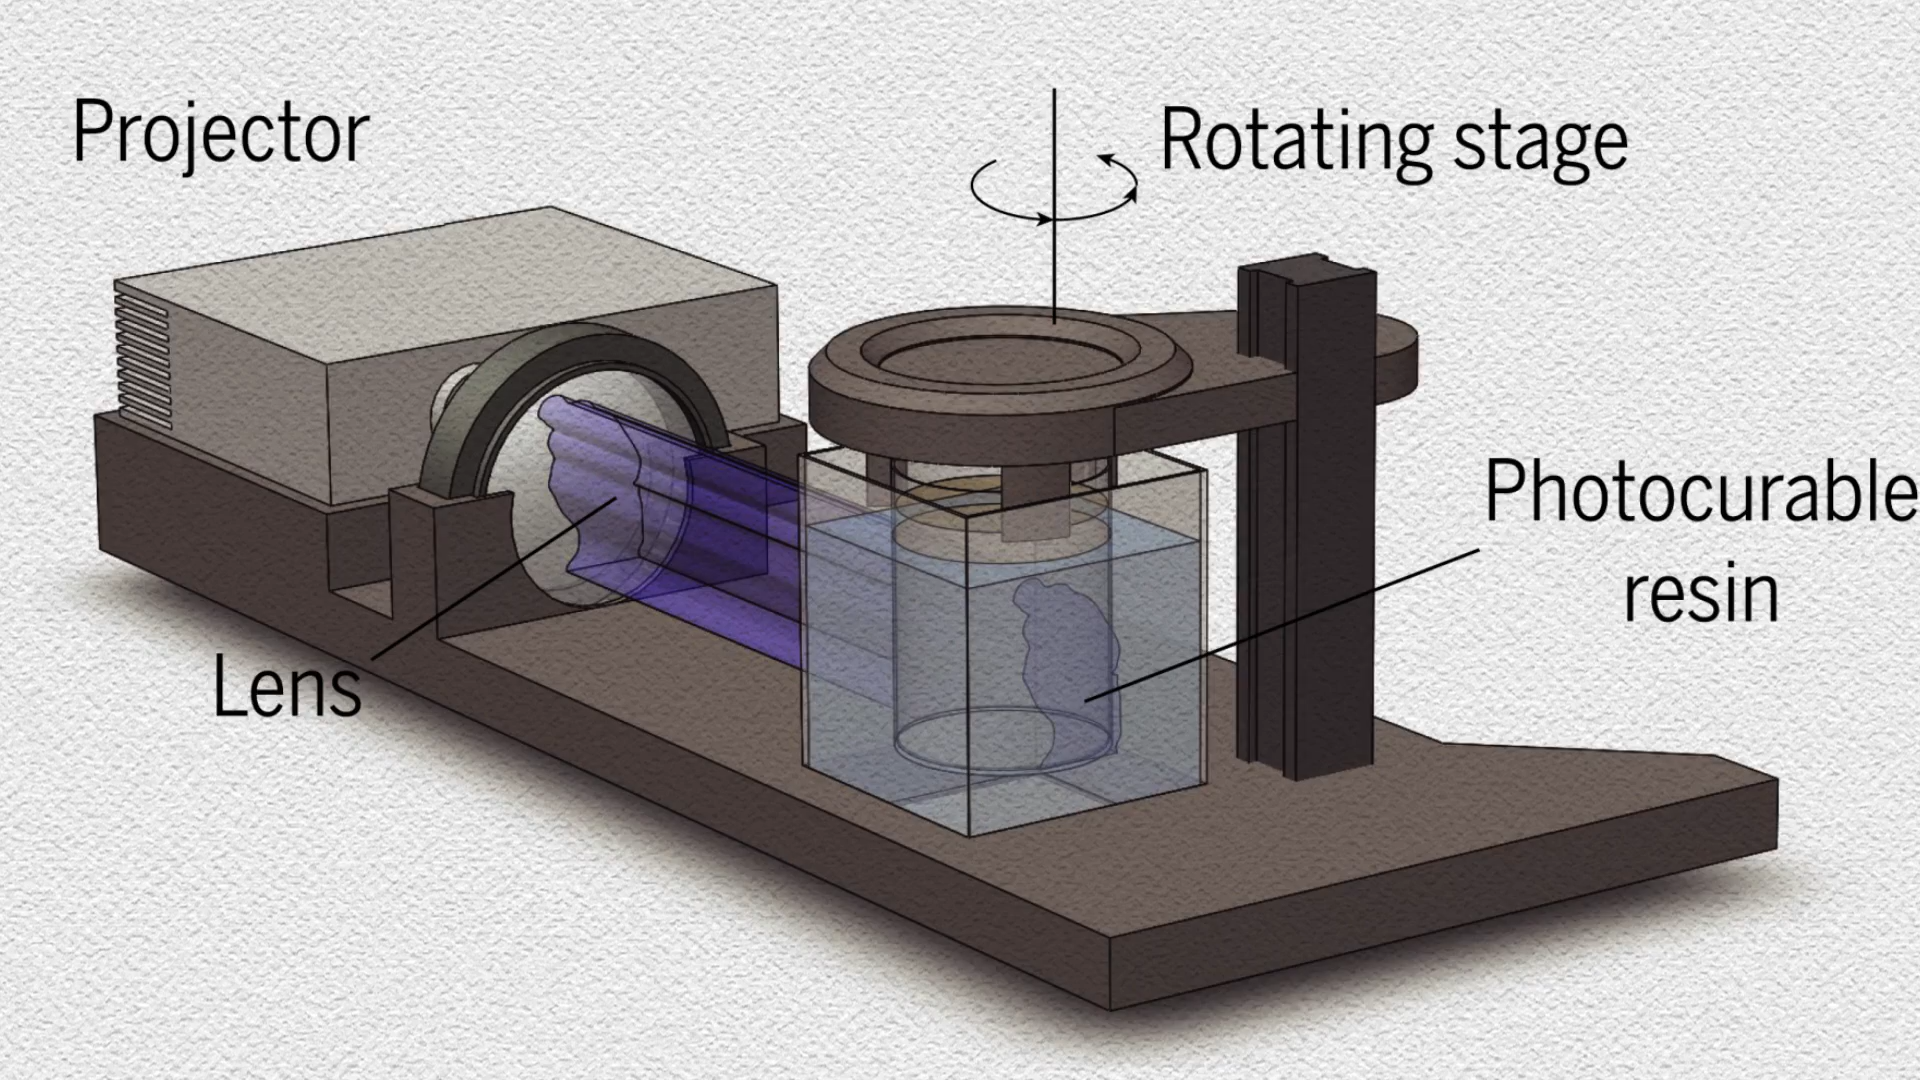 Projector
Rotating stage
Photocurable
resin
Lens